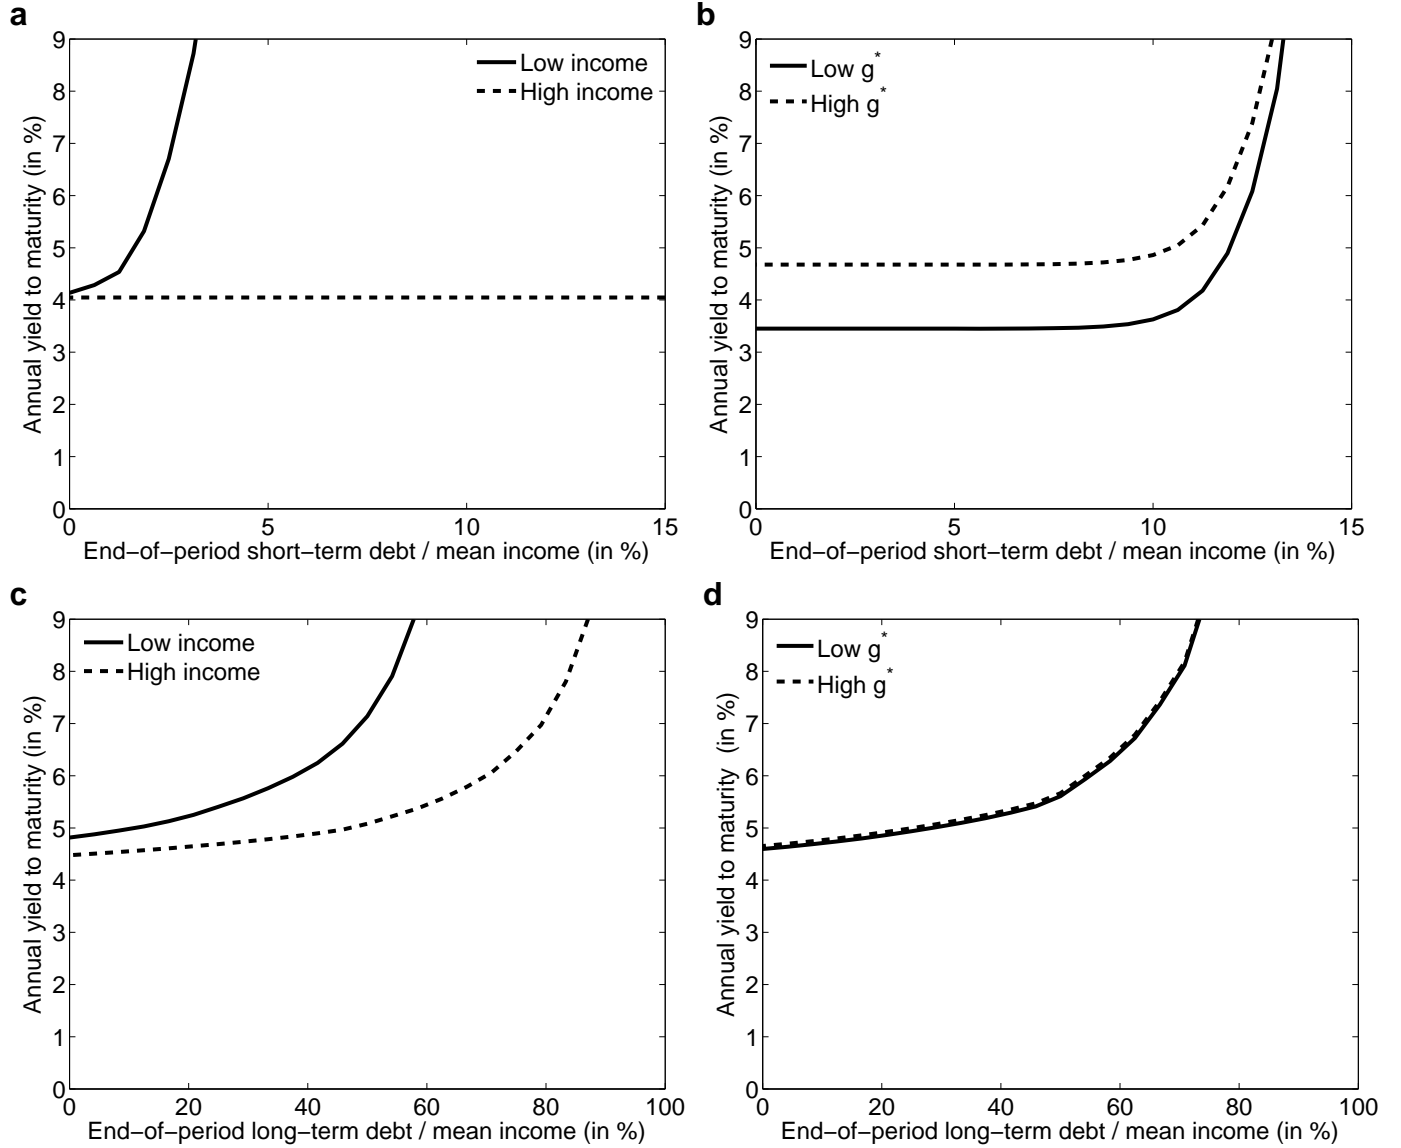 a
9
8
7
6
5
4
3
2
1
0
0 5 10 15
Annual yield to maturity (in %)
End−of−period short−term debt / mean income (in %)
Low income
High income
b
9
8
7
6
5
4
3
2
1
0
0 5 10 15
Annual yield to maturity (in %)
End−of−period short−term debt / mean income (in %)
Low g*
High g*
c
9
8
7
6
5
4
3
2
1
0
0 20 40 60 80 100
Annual yield to maturity (in %)
End−of−period long−term debt / mean income (in %)
Low income
High income
d
9
8
7
6
5
4
3
2
1
0
0 20 40 60 80 100
Annual yield to maturity (in %)
End−of−period long−term debt / mean income (in %)
Low g*
High g*